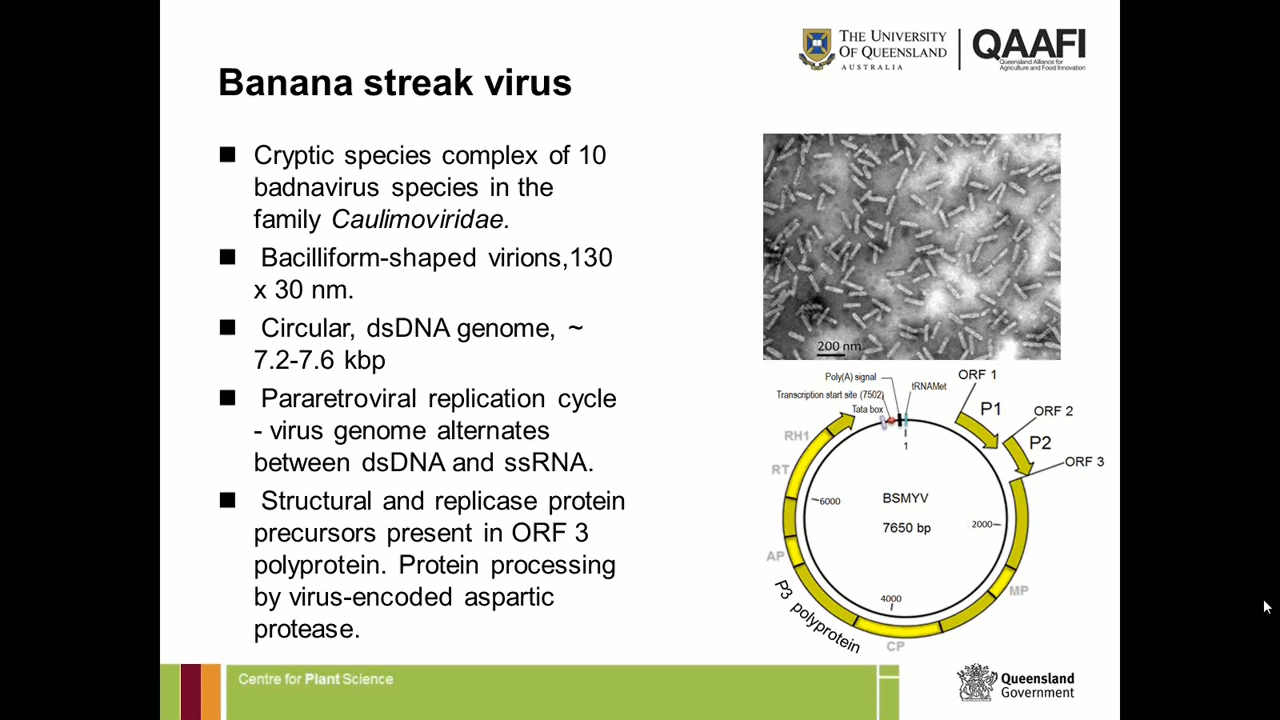 THE UNIVERSITY
OF QUEENSLAND
AUSTRALIA
QAAFI
Queensland Alliance for
Agriculture and Food Innovation
Banana streak virus
Cryptic species complex of 10
badnavirus species in the
family Caulimoviridae.
Bacilliform-shaped virions,130
x 30 nm.
Circular, dsDNA genome, ~
7.2-7.6 kbp
Pararetroviral replication cycle
- virus genome alternates
between dsDNA and ssRNA.
Structural and replicase protein
precursors present in ORF 3
polyprotein. Protein processing
by virus-encoded aspartic
protease.
200 nm
Poly(A) signal
tRNAMet
Transcription start site (7502)
Tata box
ORF 1
P1
ORF 2
P2
ORF 3
RH1
RT
1
6000
BSMYV
7650 bp
2000
AP
MP
4000
P3 polyprotein
CP
Centre for Plant Science
Queensland
Government